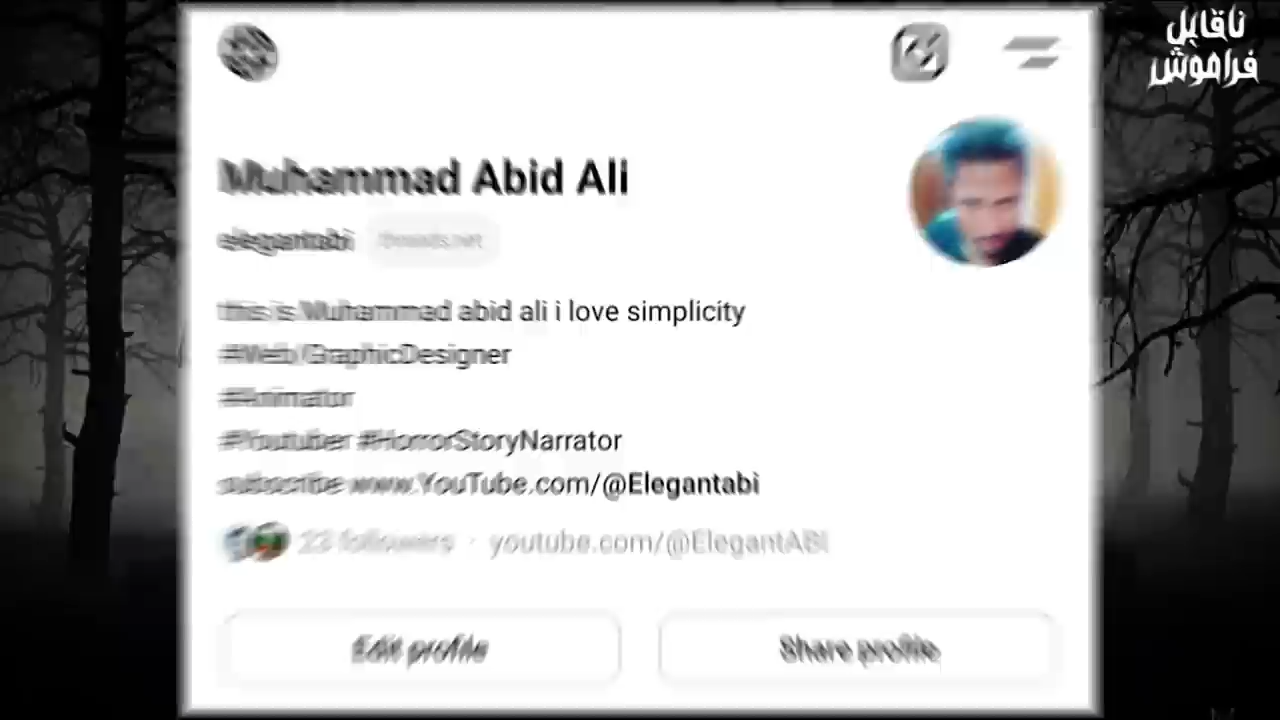 ناقابل
فراموش
Muhammad Abid Ali
elegantabi threads.net
this is Muhammad abid ali i love simplicity
#Web/GraphicDesigner
#Animator
#Youtuber #HorrorStoryNarrator
subscribe www.YouTube.com/@Elegantabi
23 followers · youtube.com/@ElegantABI
Edit profile
Share profile